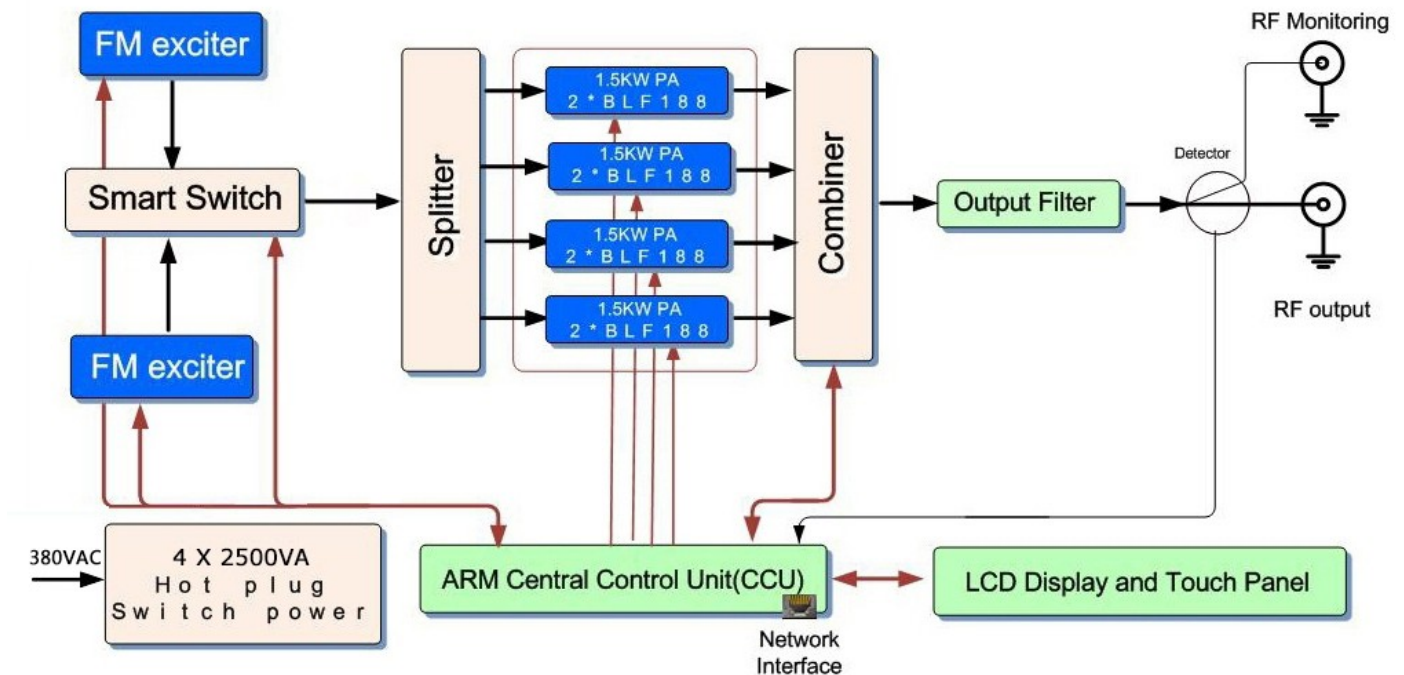 FM exciter
RF Monitoring
1.5KW PA
2 * B L F 1 8 8
1.5KW PA
2 * B L F 1 8 8
1.5KW PA
2 * B L F 1 8 8
1.5KW PA
2 * B L F 1 8 8
Smart Switch
Splitter
Combiner
Output Filter
Detector
RF output
FM exciter
380VAC
4 X 2500VA
Hot plug
Switch power
ARM Central Control Unit(CCU)
LCD Display and Touch Panel
Network
Interface